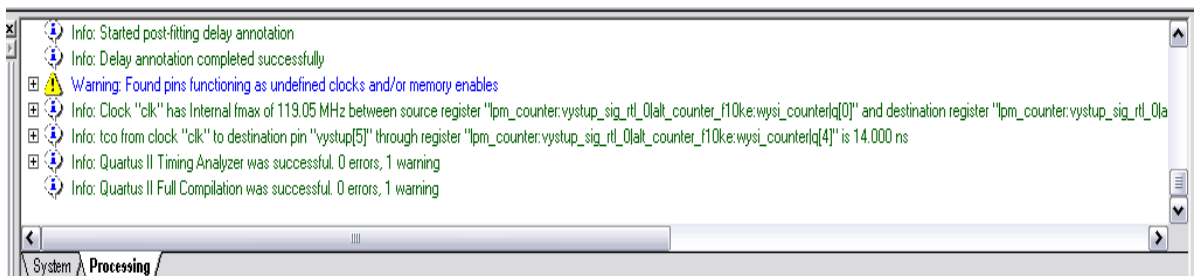 Info: Started post-fitting delay annotation
Info: Delay annotation completed successfully
Warning: Found pins functioning as undefined clocks and/or memory enables
Info: Clock "clk" has Internal fmax of 119.05 MHz between source register "lpm_counter:vystup_sig_rtl_0|alt_counter_f10ke:wysi_counter|q[0]" and destination register "lpm_counter:vystup_sig_rtl_0|a
Info: tco from clock "clk" to destination pin "vystup[5]" through register "lpm_counter:vystup_sig_rtl_0|alt_counter_f10ke:wysi_counter|q[4]" is 14.000 ns
Info: Quartus II Timing Analyzer was successful. 0 errors, 1 warning
Info: Quartus II Full Compilation was successful. 0 errors, 1 warning
System Processing